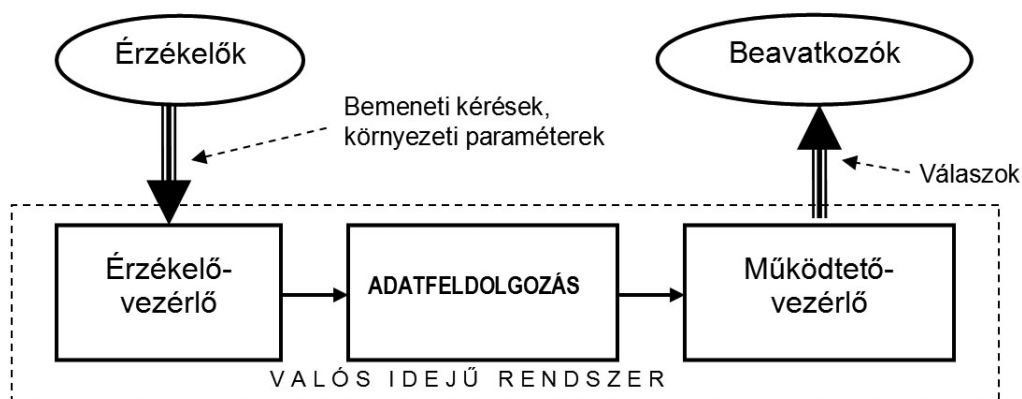 Érzékelők
Beavatkozók
Bemeneti kérések,
környezeti paraméterek
Válaszok
Érzékelő-
vezérlő
ADATFELDOLGOZÁS
Működtető-
vezérlő
VALÓS IDEJŰ RENDSZER